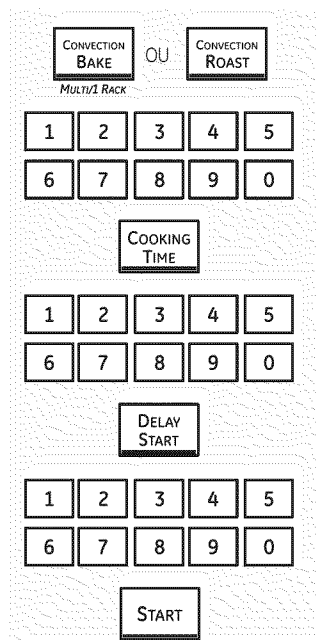 CONVECTION BAKE OU CONVECTION ROAST
MULTI/1 RACK
1 2 3 4 5
6 7 8 9 0
COOKING TIME
1 2 3 4 5
6 7 8 9 0
DELAY START
1 2 3 4 5
6 7 8 9 0
START